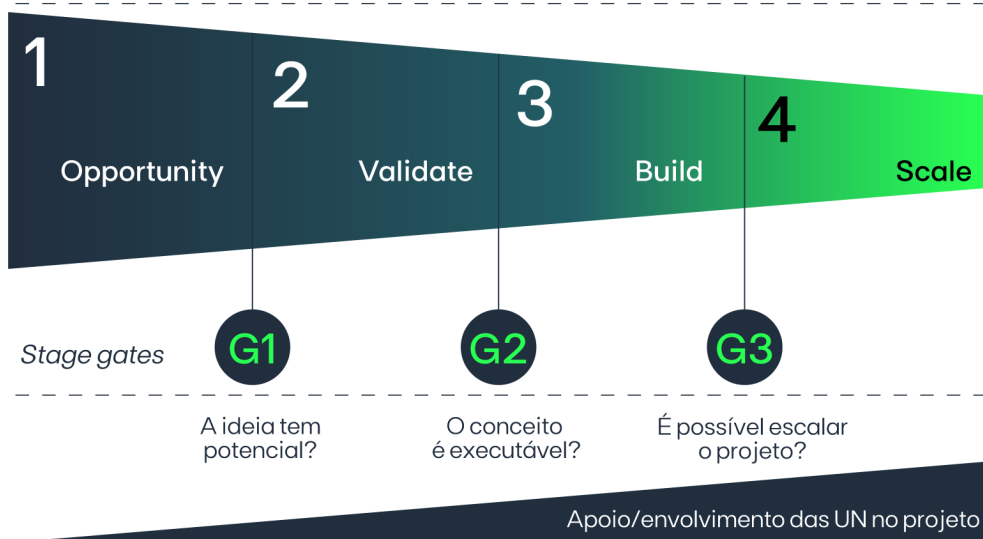 1
2
3
4
Opportunity
Validate
Build
Scale
Stage gates
G1
G2
G3
A ideia tem
potencial?
O conceito
é executável?
É possível escalar
o projeto?
Apoio/envolvimento das UN no projeto